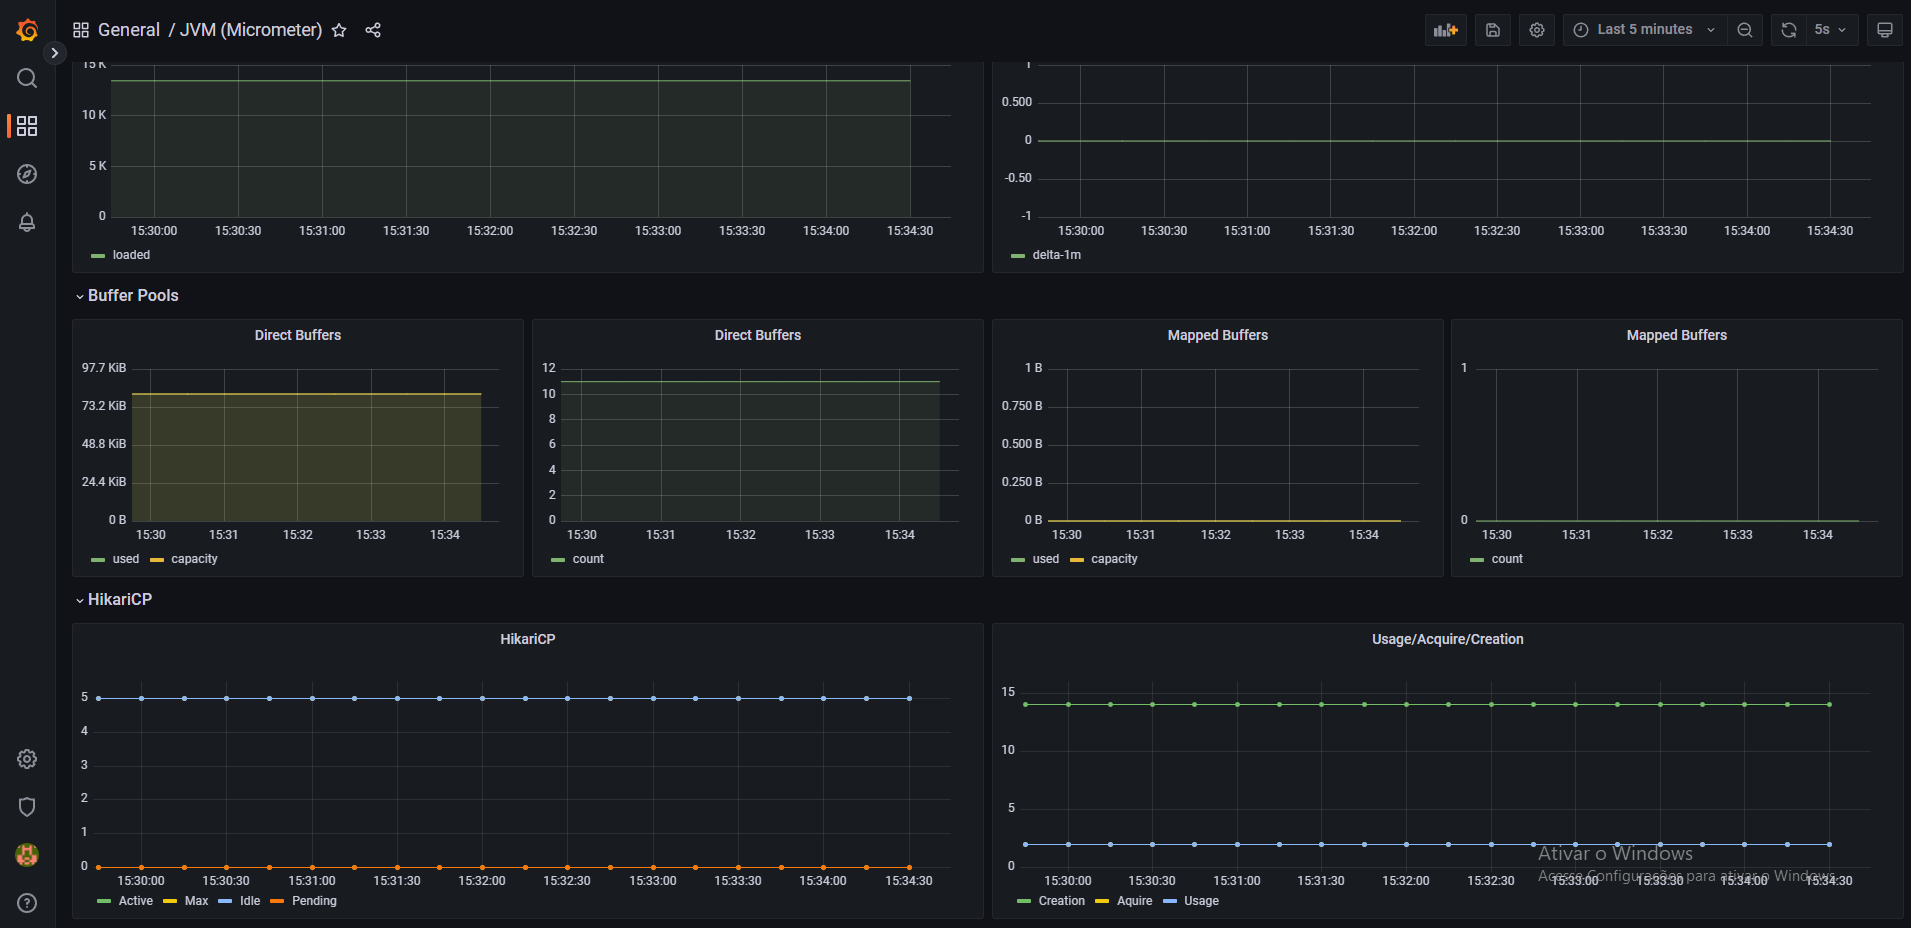 General / JVM (Micrometer)
Last 5 minutes
5s
15 K
10 K
5 K
0
15:30:00 15:30:30 15:31:00 15:31:30 15:32:00 15:32:30 15:33:00 15:33:30 15:34:00 15:34:30
loaded
1
0.500
0
-0.50
-1
15:30:00 15:30:30 15:31:00 15:31:30 15:32:00 15:32:30 15:33:00 15:33:30 15:34:00 15:34:30
delta-1m
Buffer Pools
Direct Buffers
97.7 KiB
73.2 KiB
48.8 KiB
24.4 KiB
0 B
15:30 15:31 15:32 15:33 15:34
used capacity
Direct Buffers
12
10
8
6
4
2
0
15:30 15:31 15:32 15:33 15:34
count
Mapped Buffers
1 B
0.750 B
0.500 B
0.250 B
0 B
15:30 15:31 15:32 15:33 15:34
used capacity
Mapped Buffers
1
0
15:30 15:31 15:32 15:33 15:34
count
HikariCP
HikariCP
5
4
3
2
1
0
15:30:00 15:30:30 15:31:00 15:31:30 15:32:00 15:32:30 15:33:00 15:33:30 15:34:00 15:34:30
Active Max Idle Pending
Usage/Acquire/Creation
15
10
5
0
15:30:00 15:30:30 15:31:00 15:31:30 15:32:00 15:32:30 15:33:00 15:33:30 15:34:00 15:34:30
Creation Aquire Usage
Ativar o Windows
Acesse Configurações para ativar o Windows.